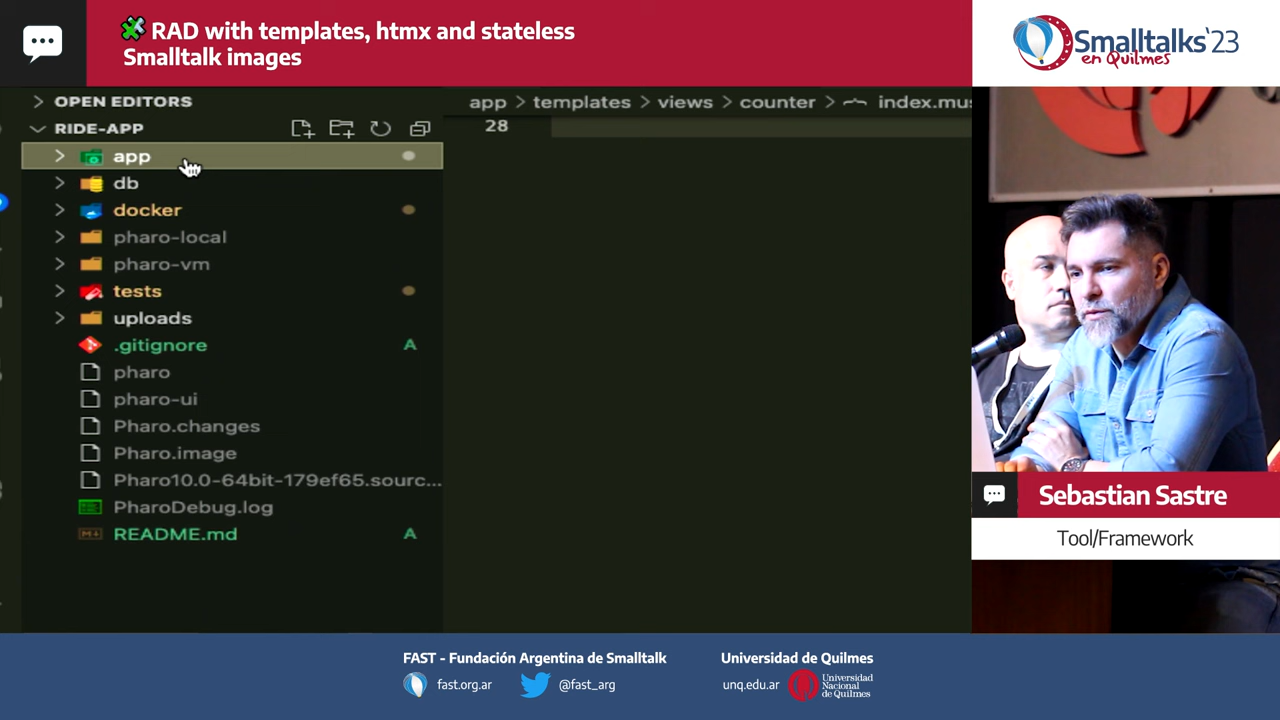 RAD with templates, htmx and stateless
Smalltalk images
Smalltalks'23
en Quilmes
OPEN EDITORS
RIDE-APP
app
db
docker
pharo-local
pharo-vm
tests
uploads
.gitignore A
pharo
pharo-ui
Pharo.changes
Pharo.image
Pharo10.0-64bit-179ef65.sourc...
PharoDebug.log
README.md A
app > templates > views > counter > index.mus
28
Sebastian Sastre
Tool/Framework
FAST - Fundación Argentina de Smalltalk
fast.org.ar
@fast_arg
Universidad de Quilmes
unq.edu.ar
Universidad
Nacional
de Quilmes